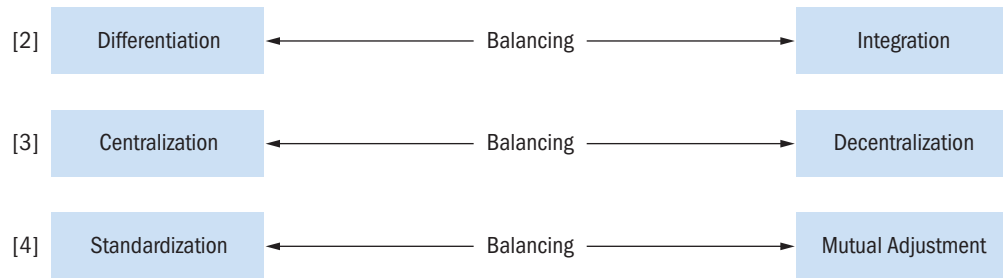 [2] Differentiation Balancing Integration
[3] Centralization Balancing Decentralization
[4] Standardization Balancing Mutual Adjustment